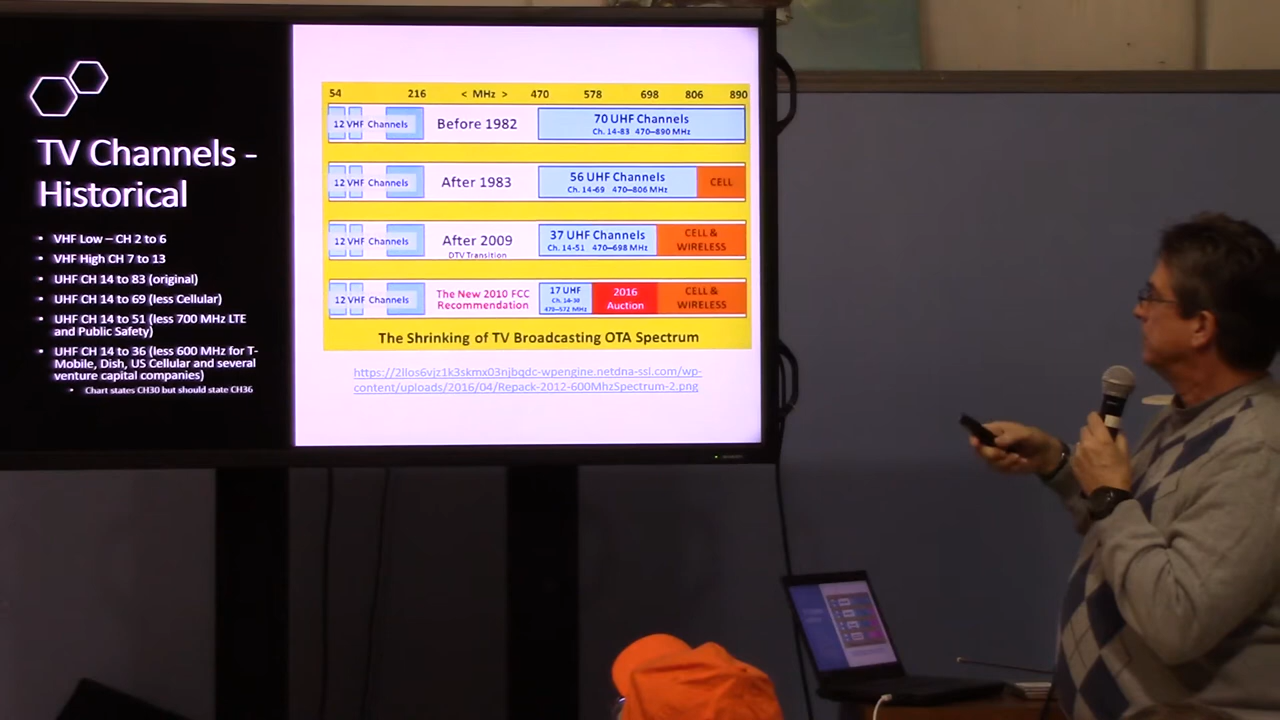 TV Channels -
Historical
• VHF Low – CH 2 to 6
• VHF High CH 7 to 13
• UHF CH 14 to 83 (original)
• UHF CH 14 to 69 (less Cellular)
• UHF CH 14 to 51 (less 700 MHz LTE
and Public Safety)
• UHF CH 14 to 36 (less 600 MHz for T-
Mobile, Dish, US Cellular and several
venture capital companies)
• Chart states CH30 but should state CH36
54 216 < MHz > 470 578 698 806 890
12 VHF Channels Before 1982 70 UHF Channels
Ch. 14-83 470–890 MHz
12 VHF Channels After 1983 56 UHF Channels CELL
Ch. 14-69 470–806 MHz
12 VHF Channels After 2009 37 UHF Channels CELL &
DTV Transition Ch. 14-51 470–698 MHz WIRELESS
12 VHF Channels The New 2010 FCC 17 UHF 2016 CELL &
Recommendation Ch. 14-30 Auction WIRELESS
470–572 MHz
The Shrinking of TV Broadcasting OTA Spectrum
https://2llos6vjz1k3skmx03njbqdc-wpengine.netdna-ssl.com/wp-
content/uploads/2016/04/Repack-2012-600MhzSpectrum-2.png